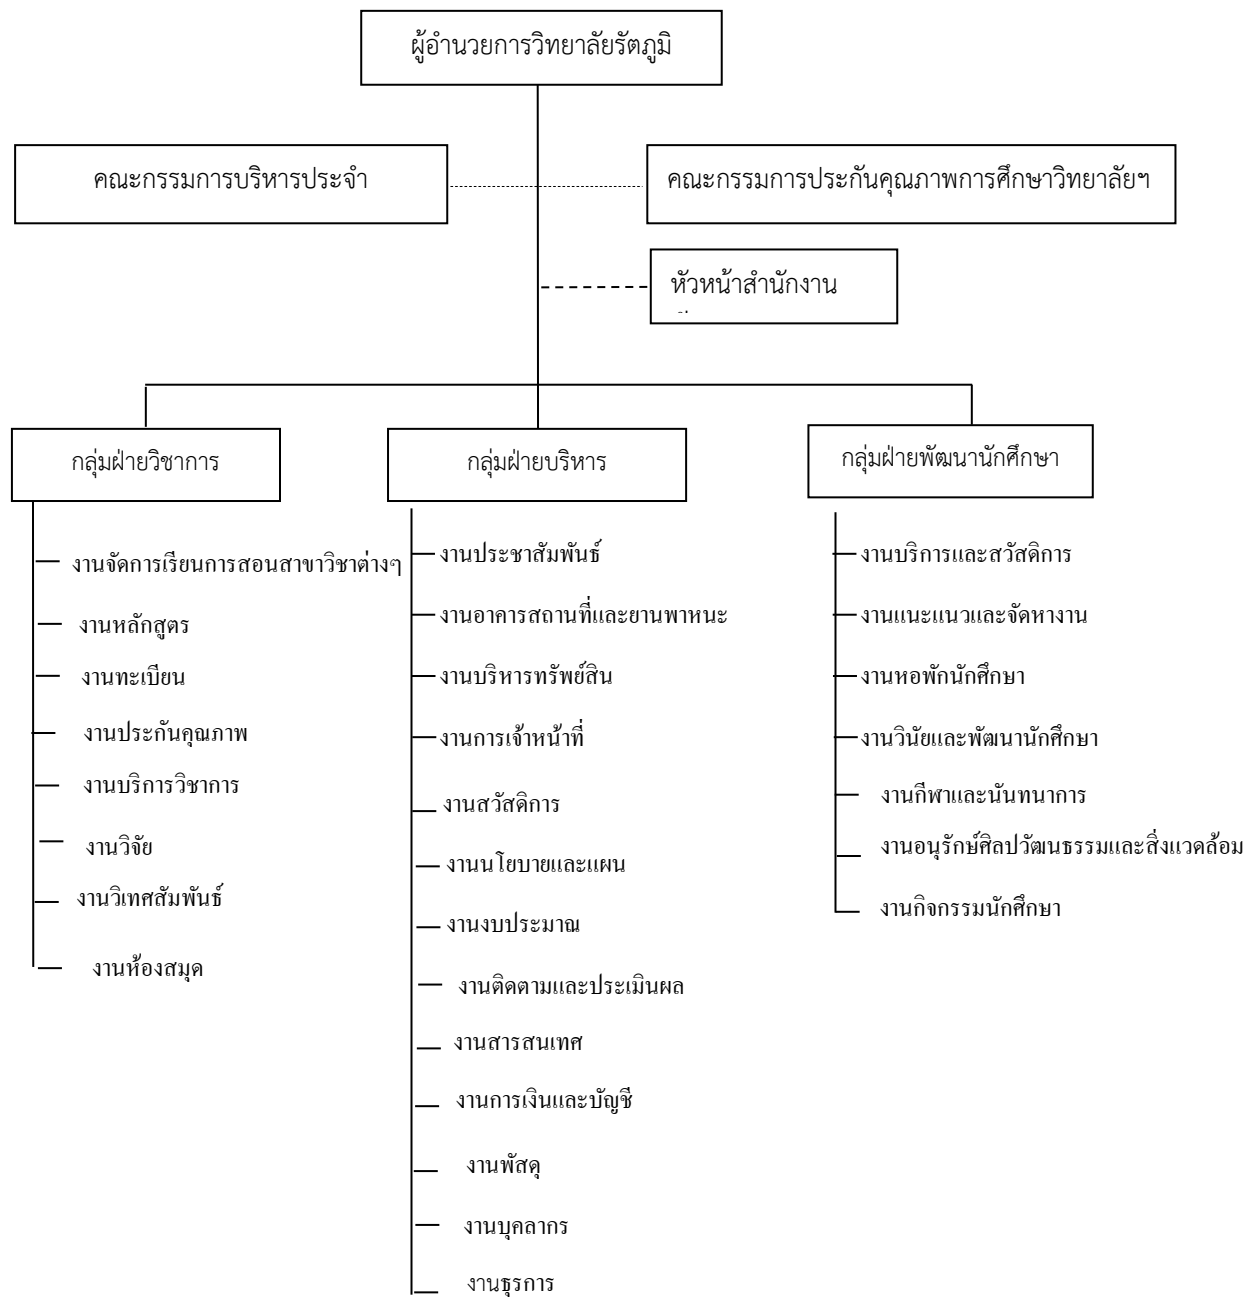 ผู้อำนวยการวิทยาลัยรัตภูมิ
คณะกรรมการบริหารประจำ
คณะกรรมการประกันคุณภาพการศึกษาวิทยาลัยฯ
หัวหน้าสำนักงาน
กลุ่มฝ่ายวิชาการ
งานจัดการเรียนการสอนสาขาวิชาต่างๆ
งานหลักสูตร
งานทะเบียน
งานประกันคุณภาพ
งานบริการวิชาการ
งานวิจัย
งานวิเทศสัมพันธ์
งานห้องสมุด
กลุ่มฝ่ายบริหาร
งานประชาสัมพันธ์
งานอาคารสถานที่และยานพาหนะ
งานบริหารทรัพย์สิน
งานการเจ้าหน้าที่
งานสวัสดิการ
งานนโยบายและแผน
งานงบประมาณ
งานติดตามและประเมินผล
งานสารสนเทศ
งานการเงินและบัญชี
งานพัสดุ
งานบุคลากร
งานธุรการ
กลุ่มฝ่ายพัฒนานักศึกษา
งานบริการและสวัสดิการ
งานแนะแนวและจัดหางาน
งานหอพักนักศึกษา
งานวินัยและพัฒนานักศึกษา
งานกีฬาและนันทนาการ
งานอนุรักษ์ศิลปวัฒนธรรมและสิ่งแวดล้อม
งานกิจกรรมนักศึกษา